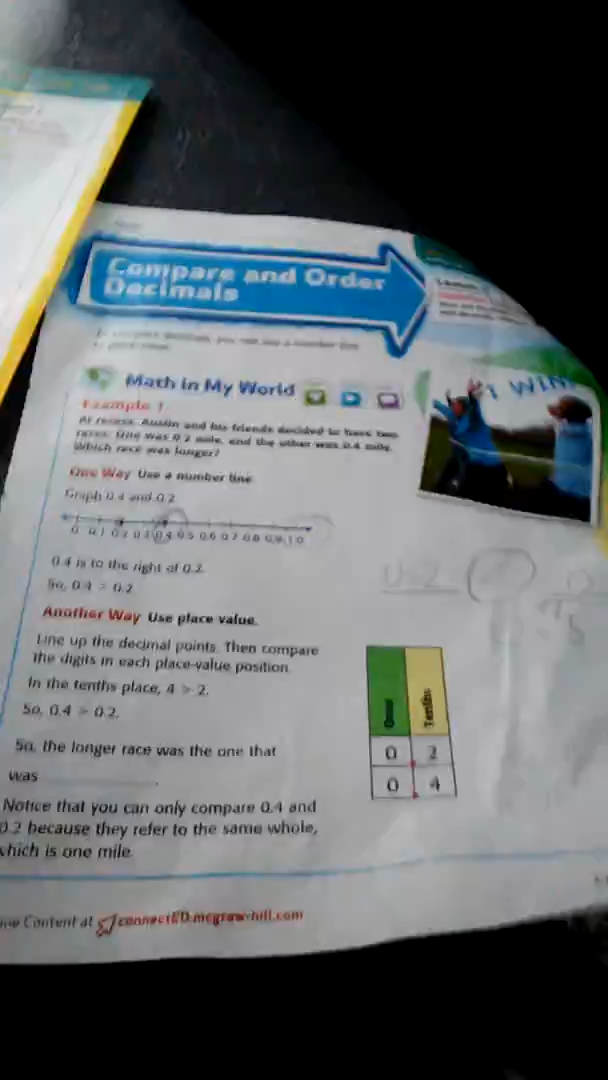 Compare and Order
Decimals
Math in My World
Example 1
At recess, Austin and his friends decided to have two
races. One was 0.2 mile, and the other was 0.4 mile.
Which race was longer?
One Way Use a number line.
Graph 0.4 and 0.2.
0 0.1 0.2 0.3 0.4 0.5 0.6 0.7 0.8 0.9 1.0
0.4 is to the right of 0.2.
So, 0.4 > 0.2
Another Way Use place value.
Line up the decimal points. Then compare
the digits in each place-value position.
In the tenths place, 4 > 2.
So, 0.4 > 0.2.
So, the longer race was the one that
was
Notice that you can only compare 0.4 and
0.2 because they refer to the same whole,
which is one mile.
I WIN!
Ones Tenths
0 2
0 4
Content at connectED.mcgraw-hill.com